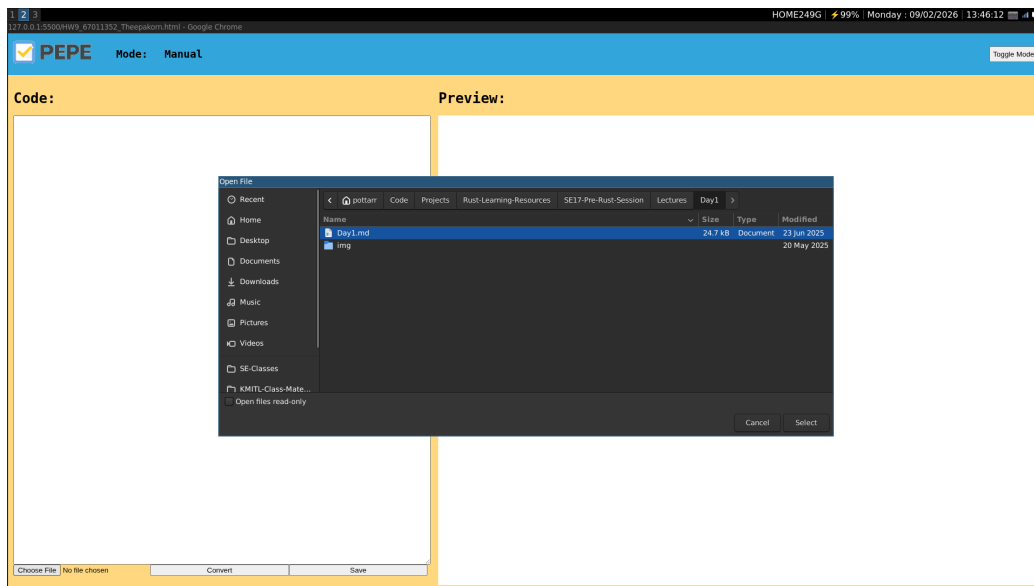 1 2 3
HOME249G | ⚡99% | Monday : 09/02/2026 | 13:46:12
127.0.0.1:5500/HW9_67011352_Theepakorn.html - Google Chrome
PEPE Mode: Manual Toggle Mode
Code: Preview:
Open File
Recent
Home
Desktop
Documents
Downloads
Music
Pictures
Videos
SE-Classes
KMITL-Class-Mate...
pottarr Code Projects Rust-Learning-Resources SE17-Pre-Rust-Session Lectures Day1
Name Size Type Modified
Day1.md 24.7 kB Document 23 Jun 2025
img 20 May 2025
Open files read-only
Cancel Select
Choose File No file chosen Convert Save